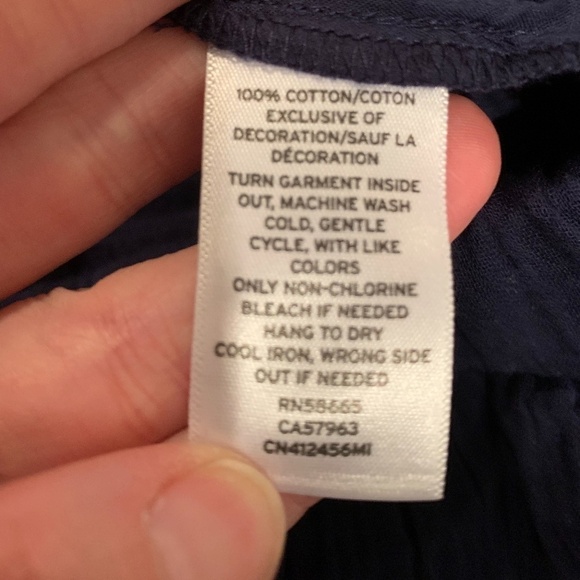 100% COTTON/COTON
EXCLUSIVE OF
DECORATION/SAUF LA
DÉCORATION
TURN GARMENT INSIDE
OUT, MACHINE WASH
COLD, GENTLE
CYCLE, WITH LIKE
COLORS
ONLY NON-CHLORINE
BLEACH IF NEEDED
HANG TO DRY
COOL IRON, WRONG SIDE
OUT IF NEEDED
RN58665
CA57963
CN412456MI